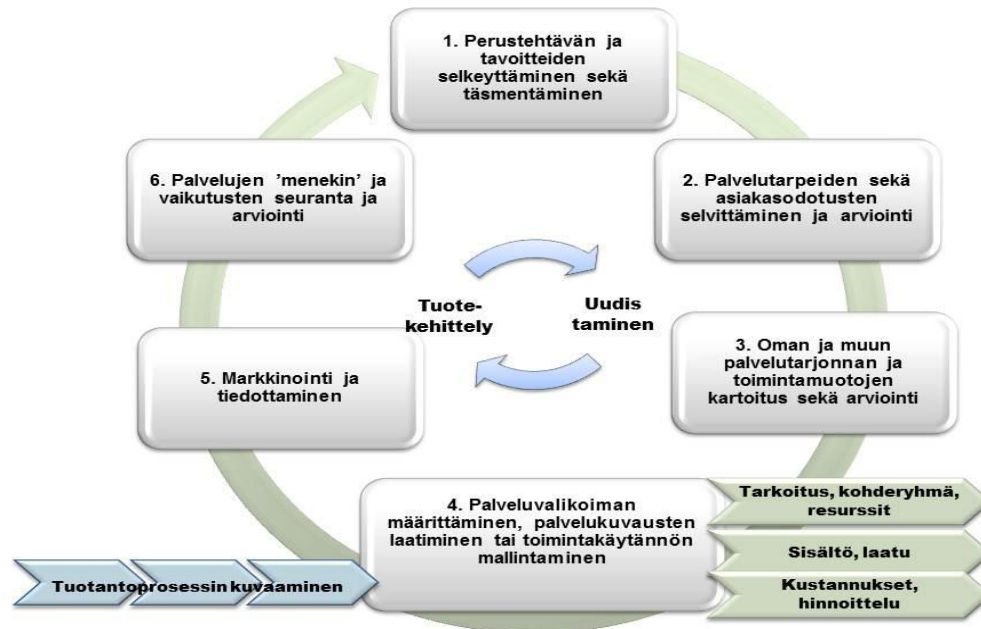 1. Perustehtävän ja
tavoitteiden
selkeyttäminen sekä
täsmentäminen
2. Palvelutarpeiden sekä
asiakasodotusten
selvittäminen ja arviointi
3. Oman ja muun
palvelutarjonnan ja
toimintamuotojen
kartoitus sekä arviointi
4. Palveluvalikoiman
määrittäminen, palvelukuvausten
laatiminen tai toimintakäytännön
mallintaminen
Tarkoitus, kohderyhmä,
resurssit
Sisältö, laatu
Kustannukset,
hinnoittelu
Tuotantoprosessin kuvaaminen
5. Markkinointi ja
tiedottaminen
6. Palvelujen ’menekin’ ja
vaikutusten seuranta ja
arviointi
Tuote-
kehittely
Uudis
taminen